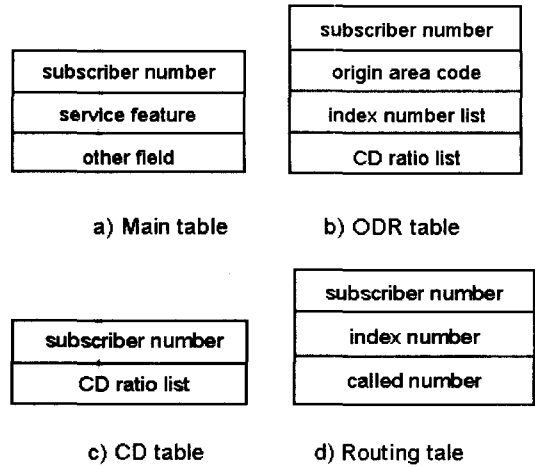 subscriber number
service feature
other field
a) Main table
subscriber number
origin area code
index number list
CD ratio list
b) ODR table
subscriber number
CD ratio list
c) CD table
subscriber number
index number
called number
d) Routing tale